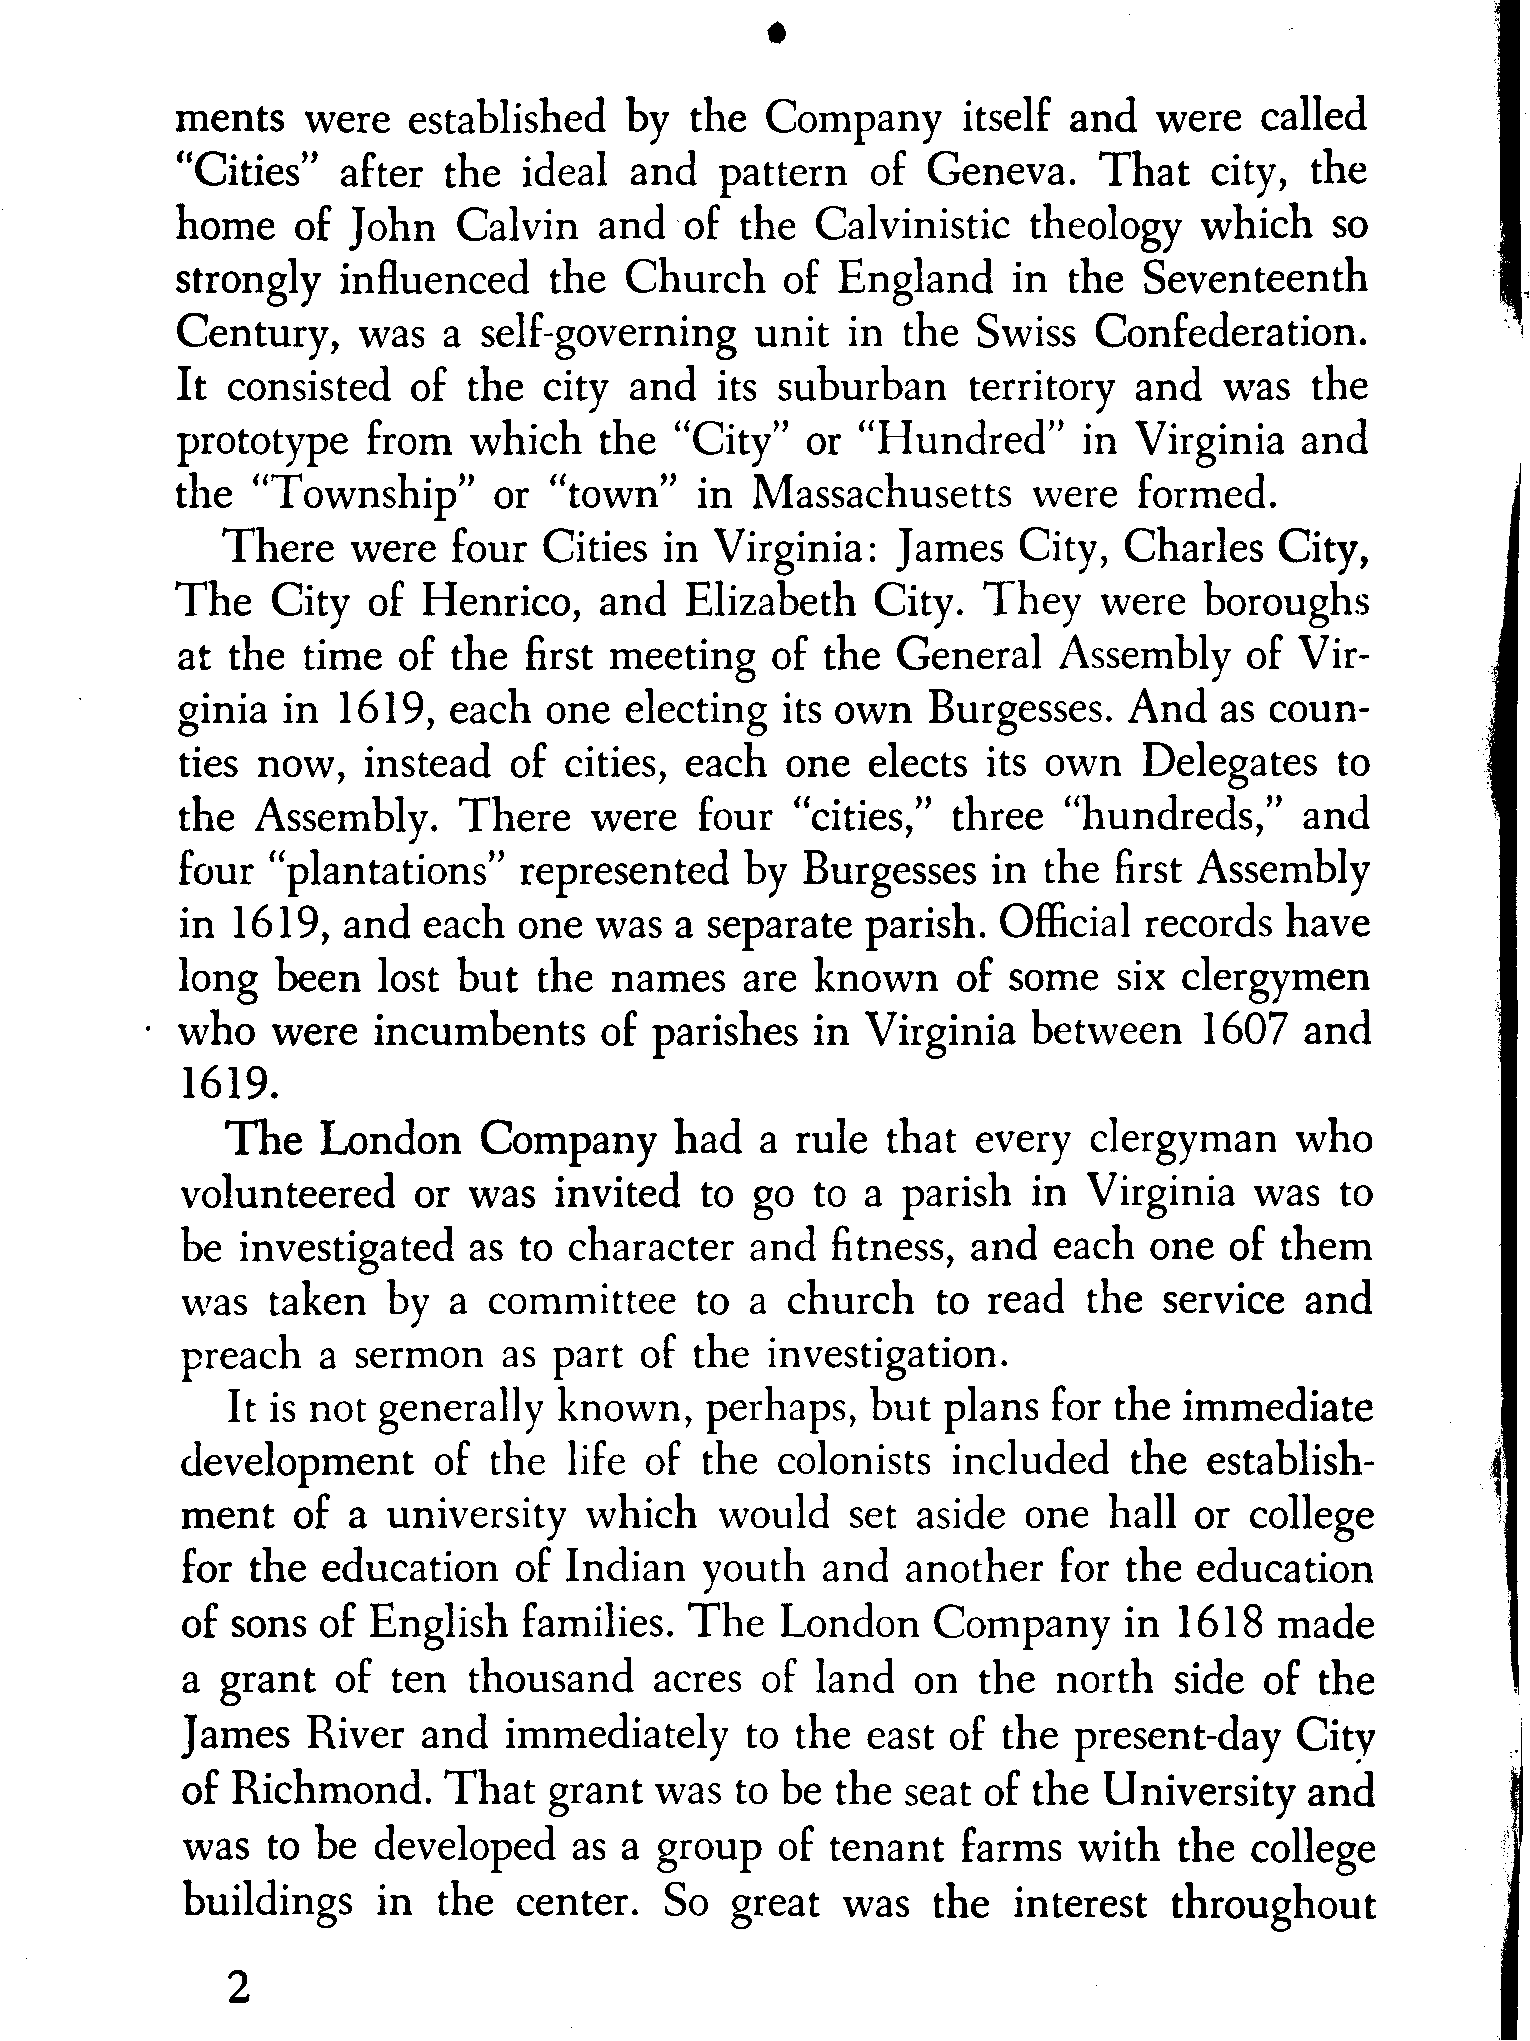 ments were established by the Company itself and were called
“Cities” after the ideal and pattern of Geneva. That city, the
home of John Calvin and of the Calvinistic theology which so
strongly influenced the Church of England in the Seventeenth
Century, was a self-governing unit in the Swiss Confederation.
It consisted of the city and its suburban territory and was the
prototype from which the “City” or “Hundred” in Virginia and
the “Township” or “town” in Massachusetts were formed.
There were four Cities in Virginia: James City, Charles City,
The City of Henrico, and Elizabeth City. They were boroughs
at the time of the first meeting of the General Assembly of Vir-
ginia in 1619, each one electing its own Burgesses. And as coun-
ties now, instead of cities, each one elects its own Delegates to
the Assembly. There were four “cities,” three “hundreds,” and
four “plantations” represented by Burgesses in the first Assembly
in 1619, and each one was a separate parish. Official records have
long been lost but the names are known of some six clergymen
who were incumbents of parishes in Virginia between 1607 and
1619.
The London Company had a rule that every clergyman who
volunteered or was invited to go to a parish in Virginia was to
be investigated as to character and fitness, and each one of them
was taken by a committee to a church to read the service and
preach a sermon as part of the investigation.
It is not generally known, perhaps, but plans for the immediate
development of the life of the colonists included the establish-
ment of a university which would set aside one hall or college
for the education of Indian youth and another for the education
of sons of English families. The London Company in 1618 made
a grant of ten thousand acres of land on the north side of the
James River and immediately to the east of the present-day City
of Richmond. That grant was to be the seat of the University and
was to be developed as a group of tenant farms with the college
buildings in the center. So great was the interest throughout
2